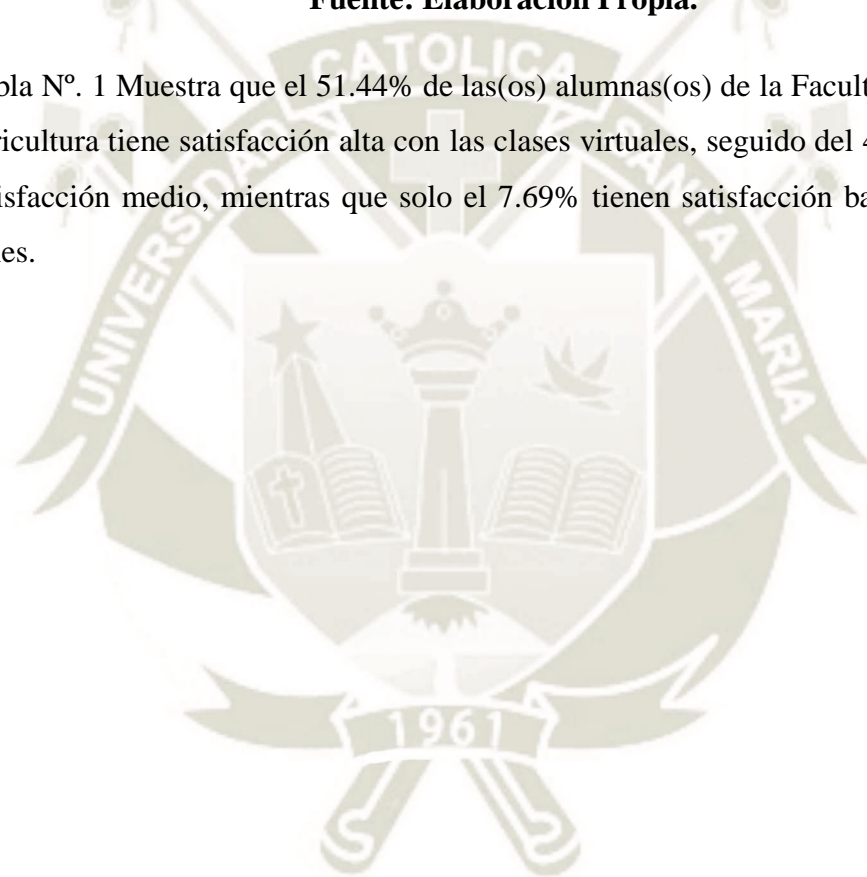 Fuente: Elaboración Propia.
bla Nº. 1 Muestra que el 51.44% de las(os) alumnas(os) de la Facult
ricultura tiene satisfacción alta con las clases virtuales, seguido del 4
isfacción medio, mientras que solo el 7.69% tienen satisfacción ba
es.
UNIVERSIDAD CATOLICA SANTA MARIA
1961